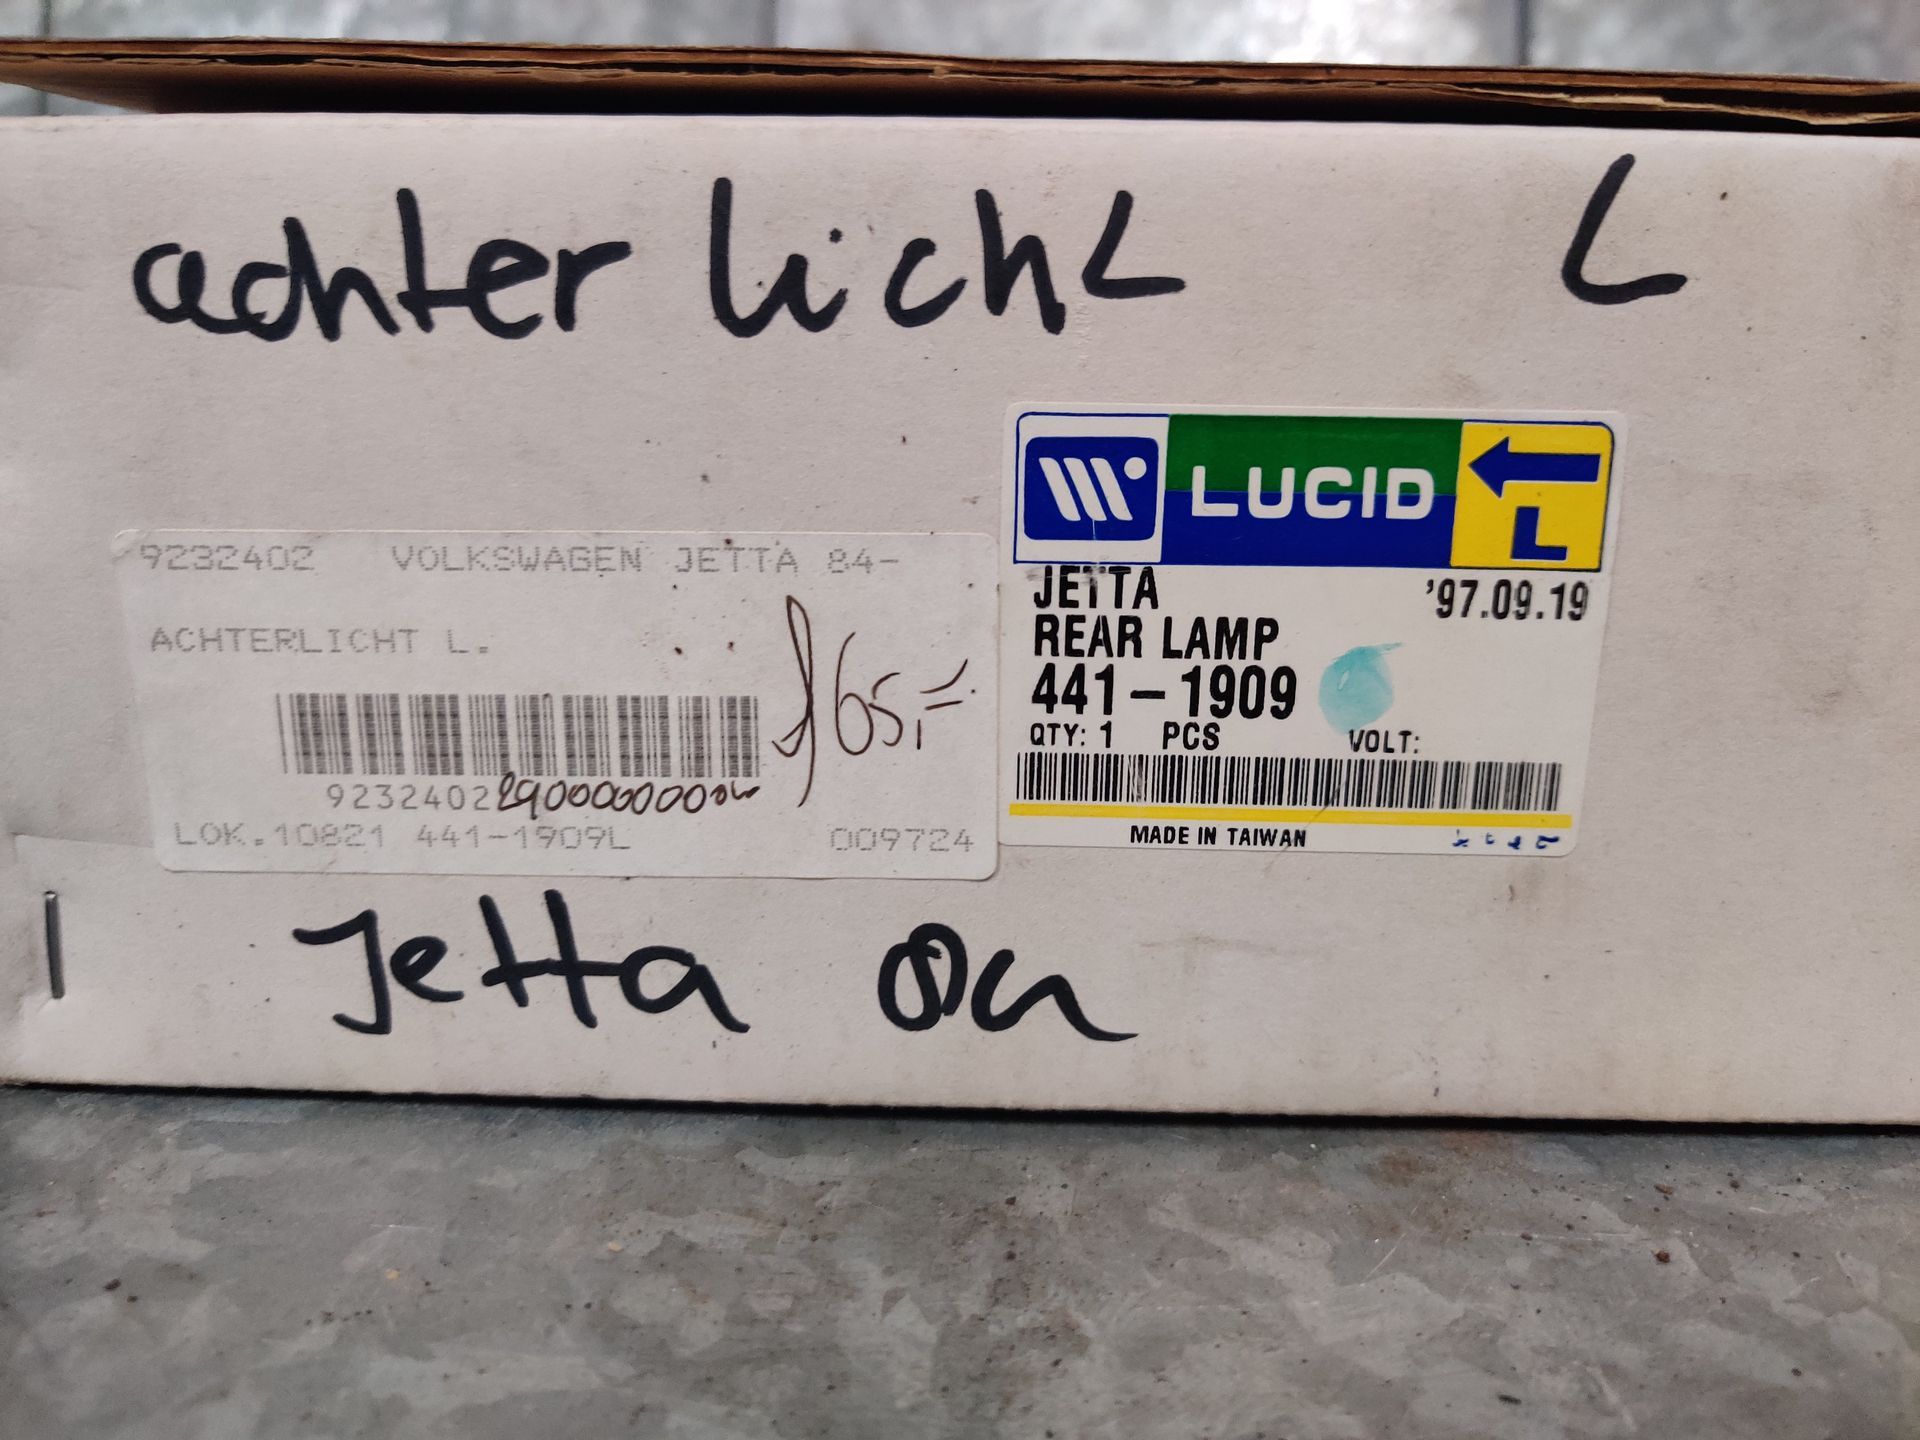 achter licht L
LUCID
L
JETTA '97.09.19
REAR LAMP
441-1909
QTY: 1 PCS VOLT:
MADE IN TAIWAN
9232402 VOLKSWAGEN JETTA 84-
ACHTERLICHT L.
f 65,-
9232402
LOK.10821 441-1909L 009724
Jetta